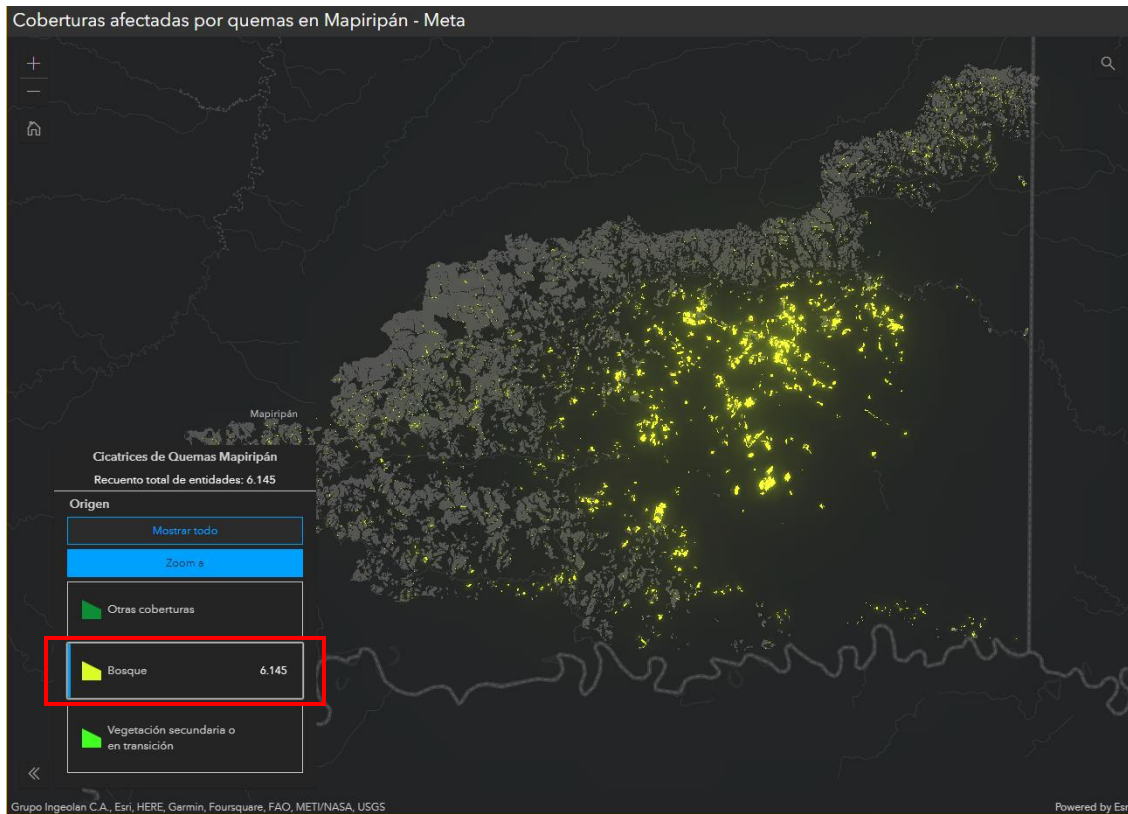 Coberturas afectadas por quemas en Mapiripán - Meta
Mapiripán
Cicatrices de Quemas Mapiripán
Recuento total de entidades: 6.145
Origen
Mostrar todo
Zoom a
Otras coberturas
Bosque 6.145
Vegetación secundaria o
en transición
Grupo Ingeolan C.A., Esri, HERE, Garmin, Foursquare, FAO, METI/NASA, USGS
Powered by Esr